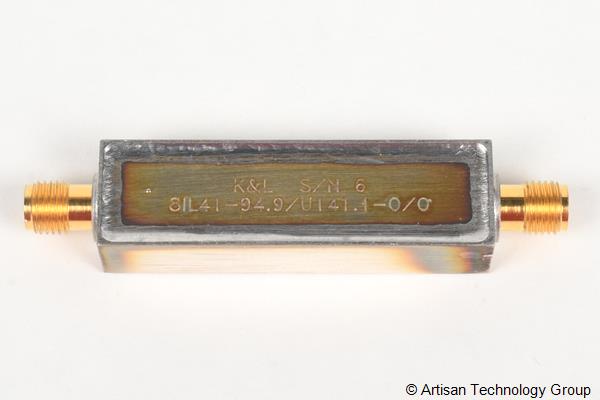 K&L S/N 6
8IL41-94.9/U141.1-O/O
© Artisan Technology Group